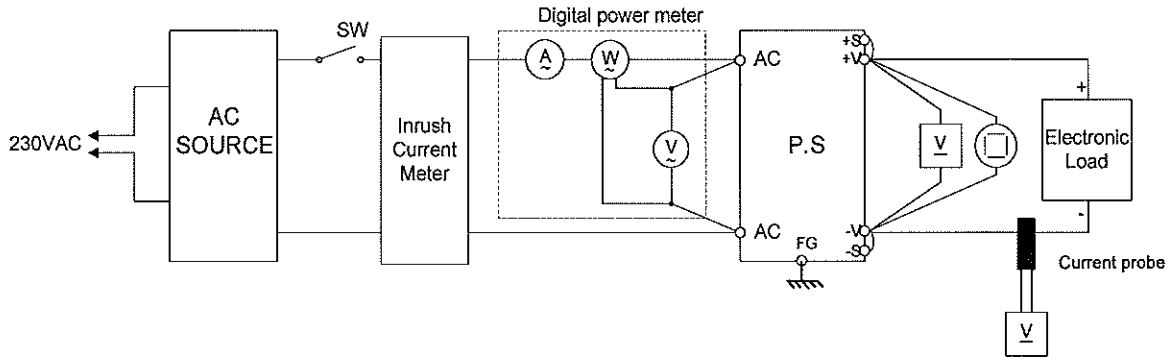 Digital power meter
SW
A
W
+S
+V
AC
AC
SOURCE
Inrush
Current
Meter
230VAC
V
P.S
V
+
Electronic
Load
-
AC
FG
-V
-S
Current probe
V